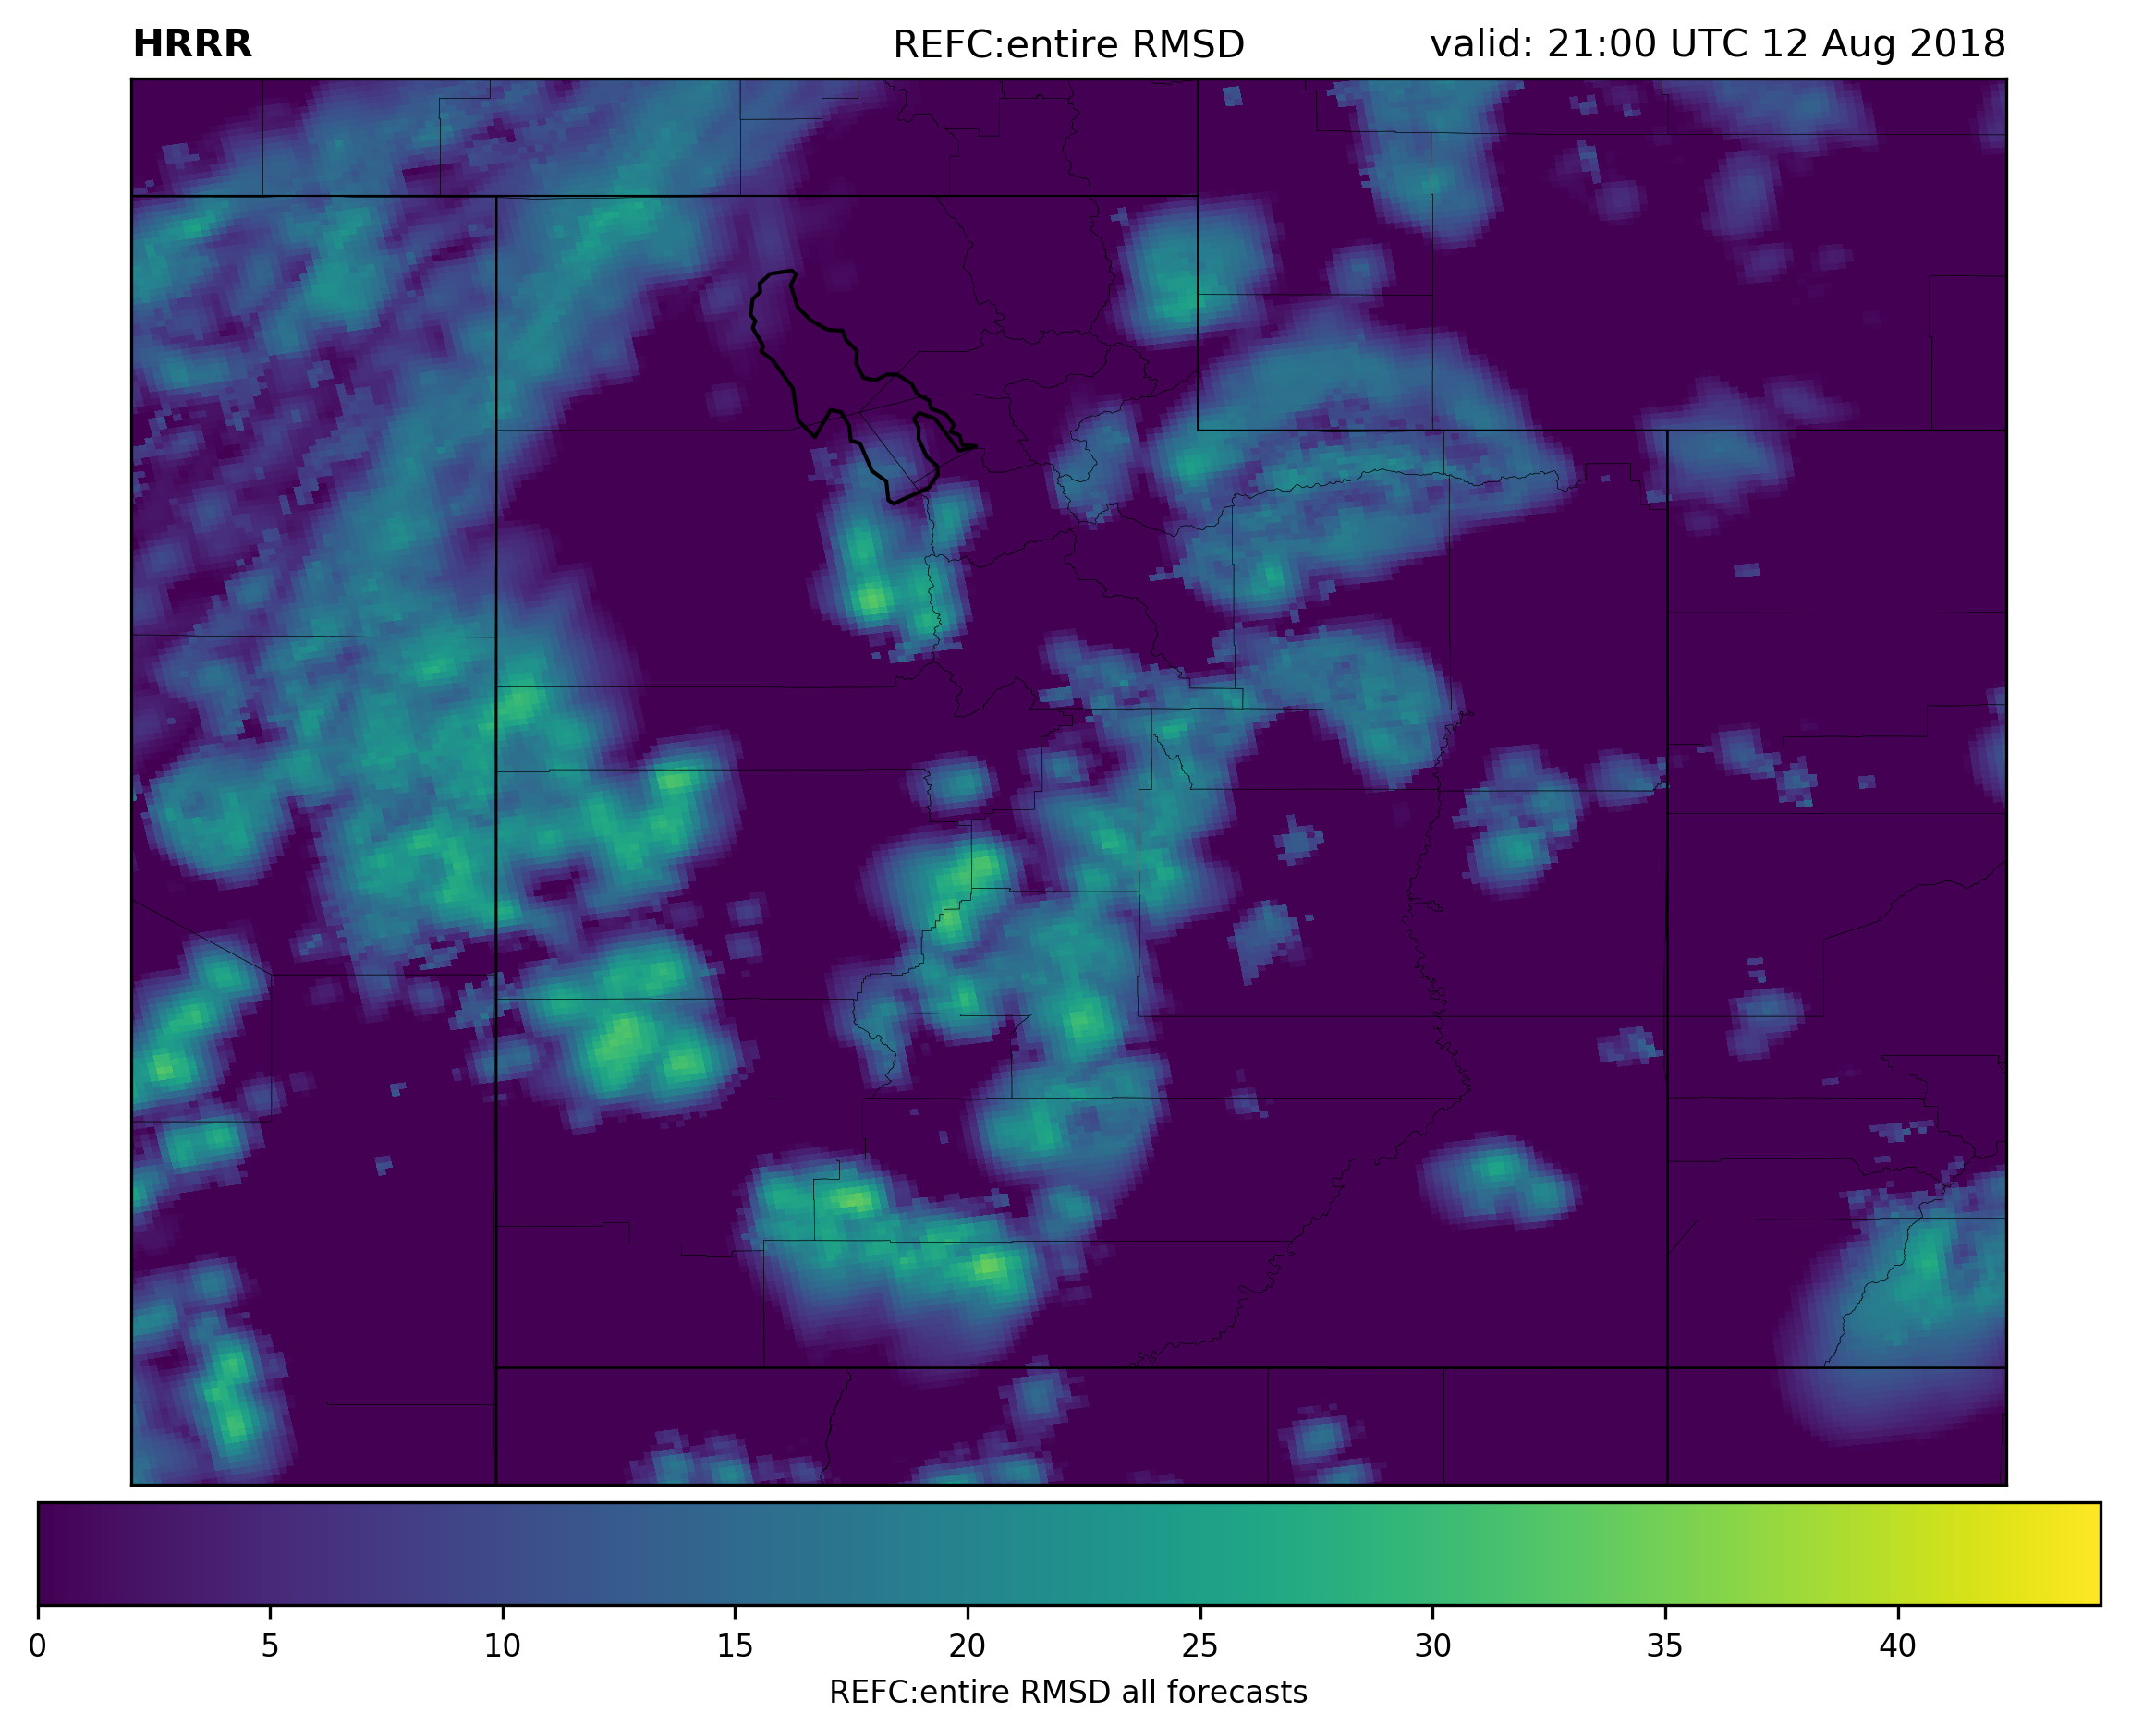 HRRR
REFC:entire RMSD
valid: 21:00 UTC 12 Aug 2018
0 5 10 15 20 25 30 35 40
REFC:entire RMSD all forecasts